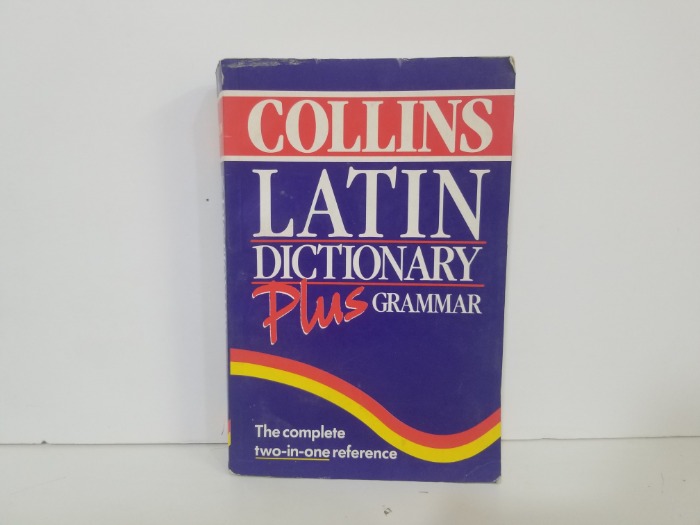 COLLINS
LATIN
DICTIONARY
Plus GRAMMAR
The complete
two-in-one reference